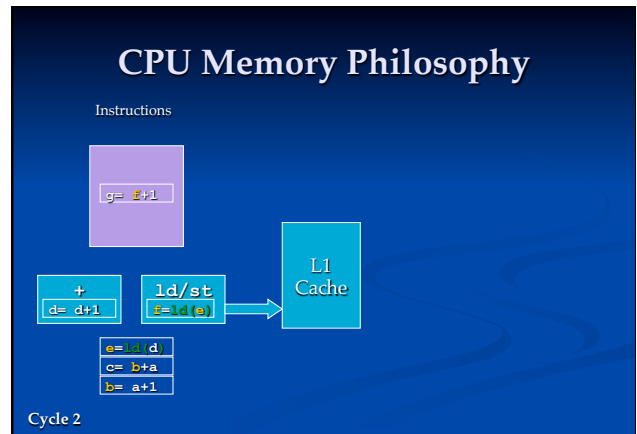 CPU Memory Philosophy
Instructions
g= f+1
+
d= d+1
ld/st
f=ld(e)
L1
Cache
e=ld(d)
c= b+a
b= a+1
Cycle 2